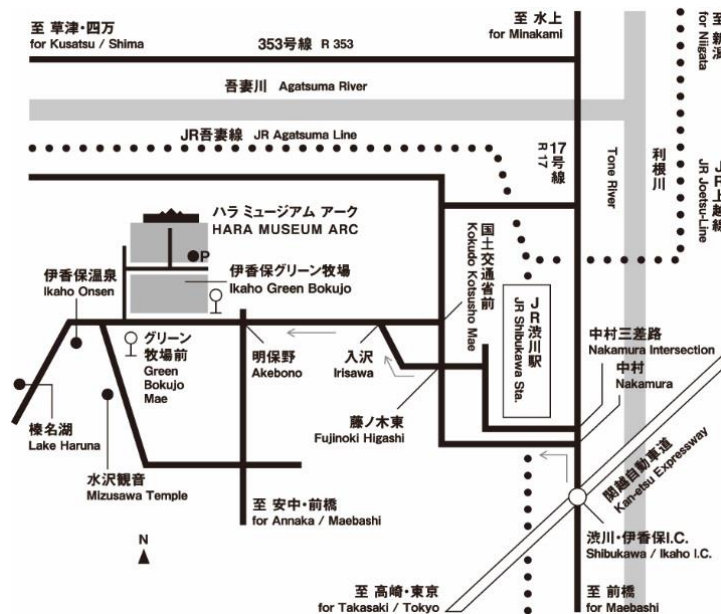 至 草津・四万
for Kusatsu / Shima
353号線 R 353
至 水上
for Minakami
至 新潟
for Niigata
吾妻川 Agatsuma River
JR吾妻線 JR Agatsuma Line
17号線
R 17
Tone River
利根川
JR上越線
JR Joetsu-Line
ハラ ミュージアム アーク
HARA MUSEUM ARC
P
伊香保温泉
Ikaho Onsen
伊香保グリーン牧場
Ikaho Green Bokujo
国土交通省前
Kokudo Kotsusho Mae
JR渋川駅
JR Shibukawa Sta.
グリーン
牧場前
Green
Bokujo
Mae
明保野
Akebono
入沢
Irisawa
中村三差路
Nakamura Intersection
中村
Nakamura
榛名湖
Lake Haruna
藤ノ木東
Fujinoki Higashi
水沢観音
Mizusawa Temple
関越自動車道
Kan-etsu Expressway
至 安中・前橋
for Annaka / Maebashi
渋川・伊香保I.C.
Shibukawa / Ikaho I.C.
N
至 高崎・東京
for Takasaki / Tokyo
至 前橋
for Maebashi